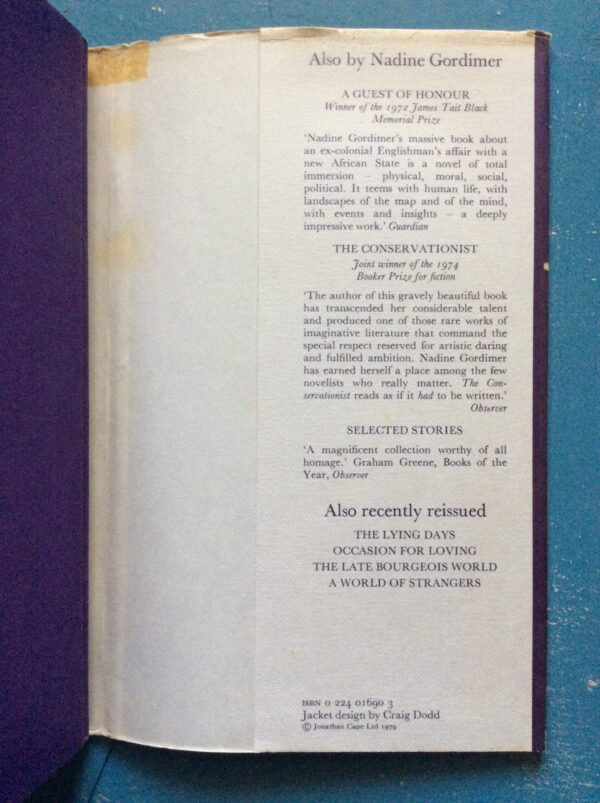 Also by Nadine Gordimer
A GUEST OF HONOUR
Winner of the 1972 James Tait Black
Memorial Prize
‘Nadine Gordimer’s massive book about
an ex-colonial Englishman’s affair with a
new African State is a novel of total
immersion – physical, moral, social,
political. It teems with human life, with
landscapes of the map and of the mind,
with events and insights – a deeply
impressive work.’ Guardian
THE CONSERVATIONIST
Joint winner of the 1974
Booker Prize for fiction
‘The author of this gravely beautiful book
has transcended her considerable talent
and produced one of those rare works of
imaginative literature that command the
special respect reserved for artistic daring
and fulfilled ambition. Nadine Gordimer
has earned herself a place among the few
novelists who really matter. The Con-
servationist reads as if it had to be written.’
Observer
SELECTED STORIES
‘A magnificent collection worthy of all
homage.’ Graham Greene, Books of the
Year, Observer
Also recently reissued
THE LYING DAYS
OCCASION FOR LOVING
THE LATE BOURGEOIS WORLD
A WORLD OF STRANGERS
ISBN 0 224 01690 3
Jacket design by Craig Dodd
© Jonathan Cape Ltd 1979